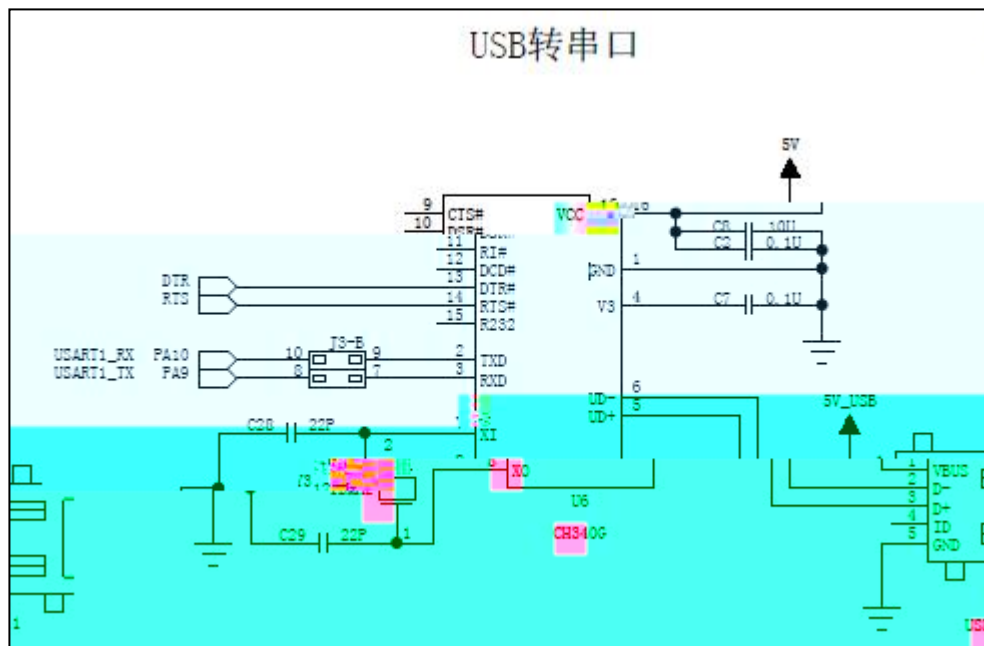 USB转串口
5V
9 CTS# VCC
10 DSR# C8 10U
11 RI# C2 0.1U
12 DCD# GND 1
DTR 13 DTR#
RTS 14 RTS# V3 4 C7 0.1U
15 R232
J3-B
USART1_RX PA10 10 9 2 TXD
USART1_TX PA9 8 7 3 RXD
UD- 6
UD+ 5
5V_USB
C28 22P XI
2
XO
1 VBUS
2 D-
3 D+
4 ID
5 GND
U6
C29 22P 1
CH340G
1